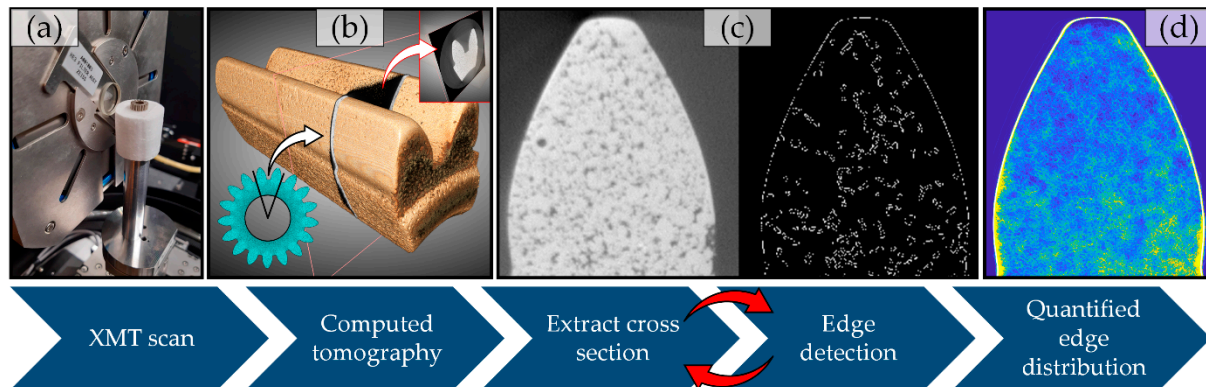 (a)
(b)
(c)
(d)
XMT scan
Computed
tomography
Extract cross
section
Edge
detection
Quantified
edge
distribution